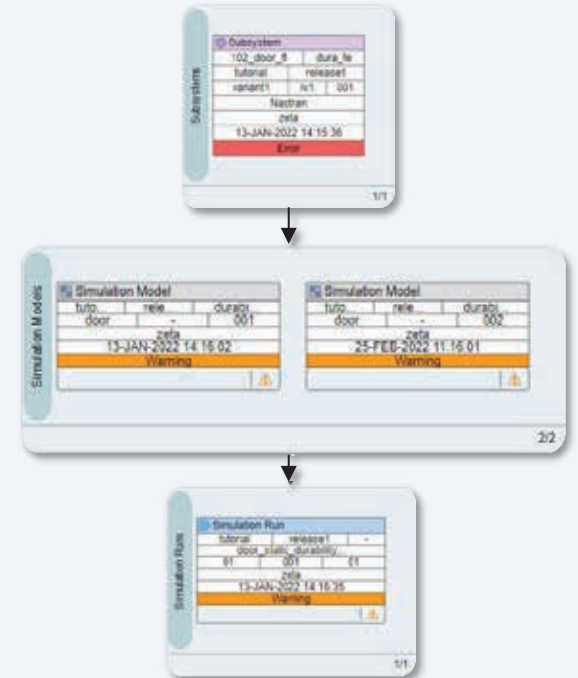 Subsystems
Subsystem
102_door_fl dura_fe
tutorial release1
variant1 lv1 001
Nastran
zeta
13-JAN-2022 14:15:36
Error
1/1
Simulation Models
Simulation Model
tuto... rele... durabi...
door - 001
zeta
13-JAN-2022 14:16:02
Warning
Simulation Model
tuto... rele... durabi...
door - 002
zeta
25-FEB-2022 11:16:01
Warning
2/2
Simulation Runs
Simulation Run
tutorial release1 -
door_static_durability...
01 001 01
zeta
13-JAN-2022 14:16:35
Warning
1/1